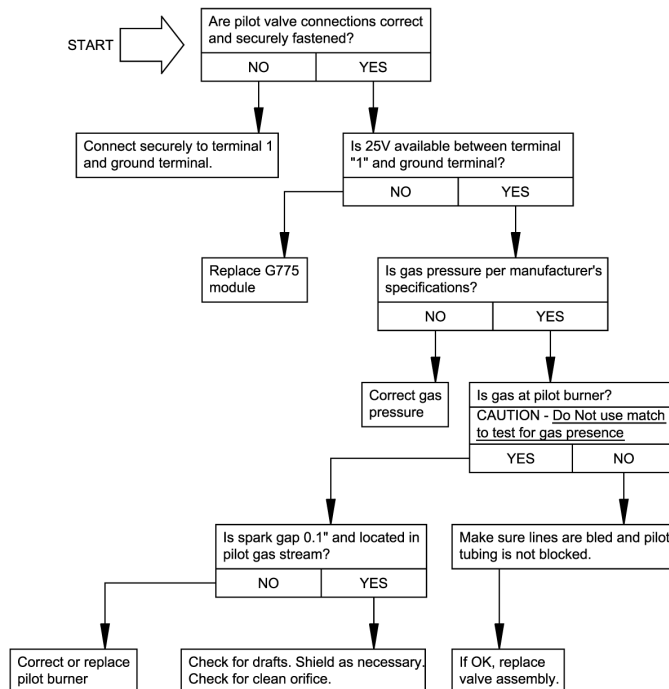 START
Are pilot valve connections correct
and securely fastened?
NO
YES
Connect securely to terminal 1
and ground terminal.
Is 25V available between terminal
"1" and ground terminal?
NO
YES
Replace G775
module
Is gas pressure per manufacturer's
specifications?
NO
YES
Correct gas
pressure
Is gas at pilot burner?
CAUTION - Do Not use match
to test for gas presence
YES
NO
Is spark gap 0.1" and located in
pilot gas stream?
NO
YES
Make sure lines are bled and pilot
tubing is not blocked.
Correct or replace
pilot burner
Check for drafts. Shield as necessary.
Check for clean orifice.
If OK, replace
valve assembly.